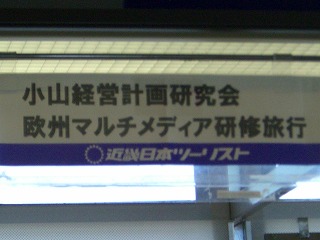 小山経営計画研究会
欧州マルチメディア研修旅行
近畿日本ツーリスト